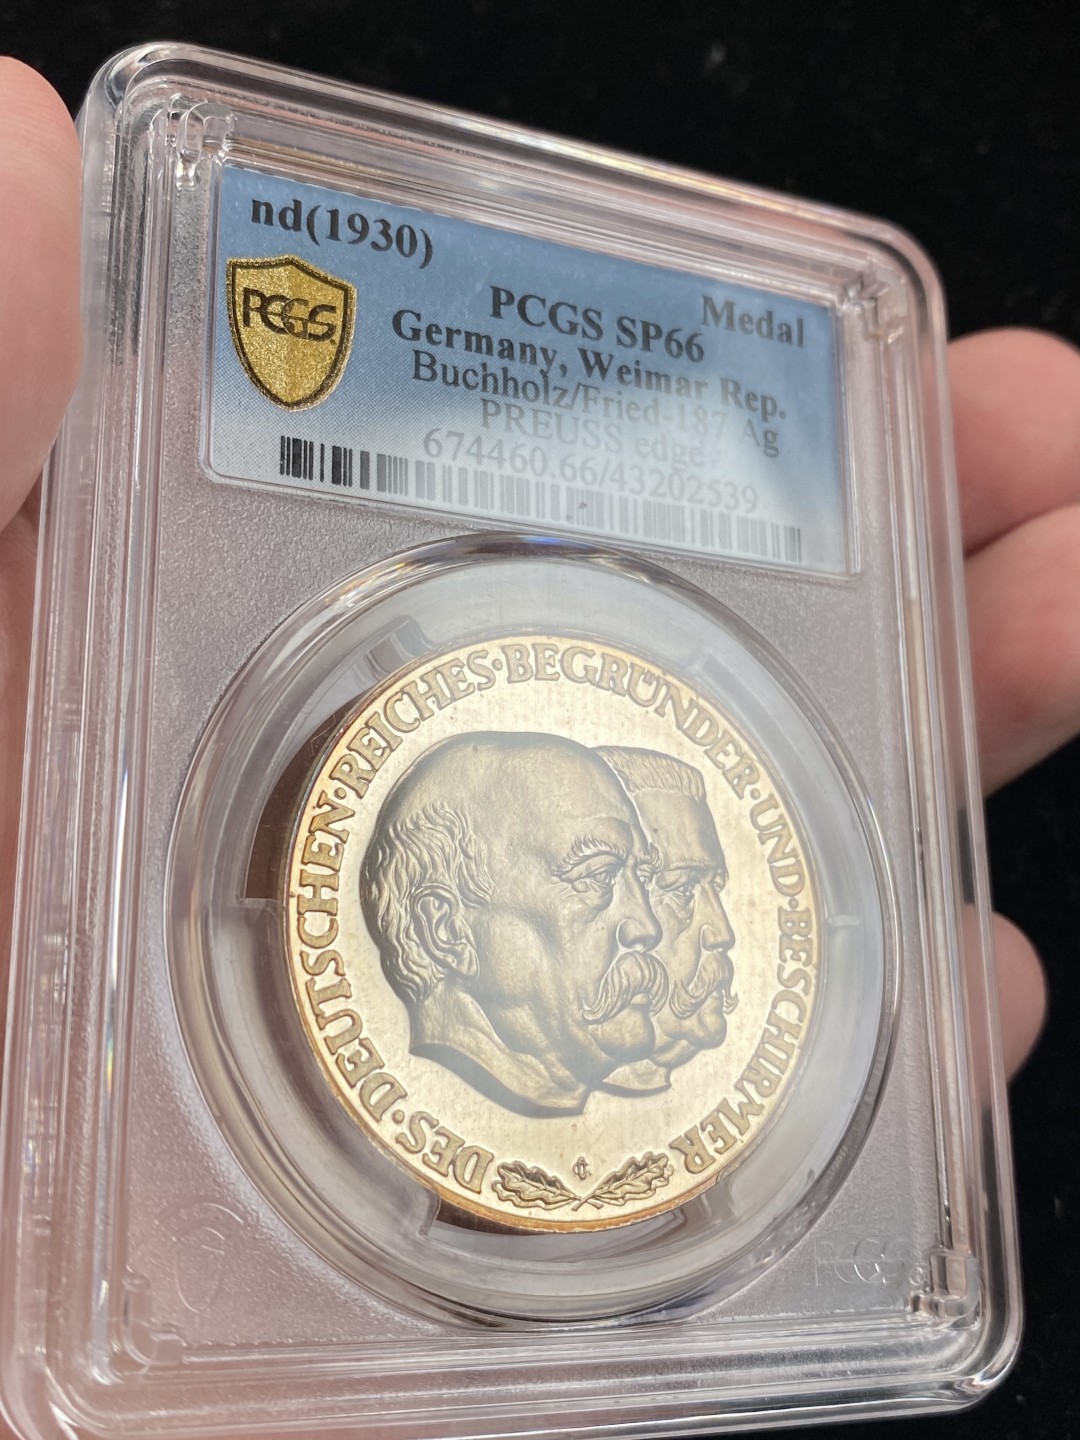 nd(1930)
Medal
PCGS
PCGS SP66
Germany, Weimar Rep.
Buchholz/Fried-187 Ag
PREUSS edge
674460.66/43202539
DES·DEUTSCHEN·REICHES·BEGRÜNDER·UND·BESCHIRMER
PCGS